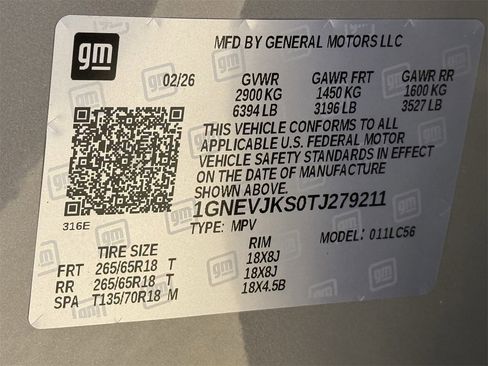 gm
MFD BY GENERAL MOTORS LLC
02/26 GVWR GAWR FRT GAWR RR
2900 KG 1450 KG 1600 KG
6394 LB 3196 LB 3527 LB
THIS VEHICLE CONFORMS TO ALL
APPLICABLE U.S. FEDERAL MOTOR
VEHICLE SAFETY STANDARDS IN EFFECT
ON THE DATE OF MANUFACTURE
SHOWN ABOVE.
1GNEVJKS0TJ279211
316E
TYPE: MPV MODEL: 011LC56
TIRE SIZE RIM
FRT 265/65R18 T 18X8J
RR 265/65R18 T 18X8J
SPA T135/70R18 M 18X4.5B